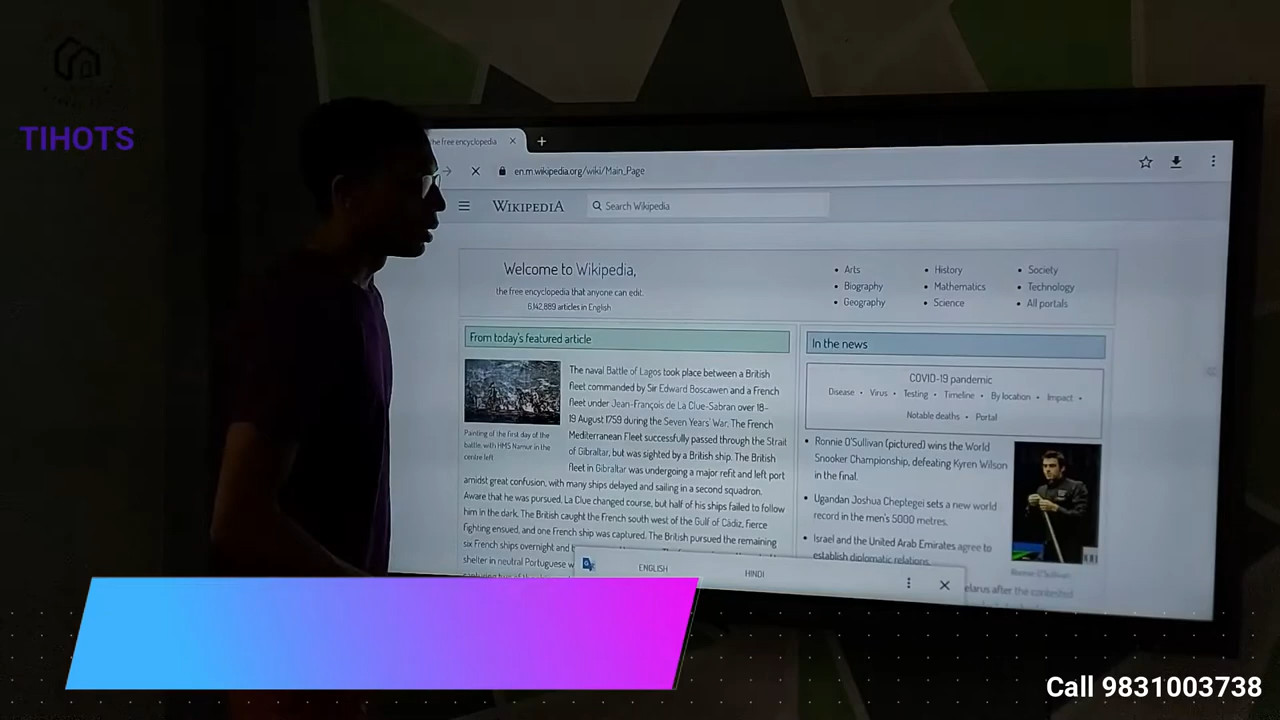 TIHOTS
he free encyclopedia
en.m.wikipedia.org/wiki/Main_Page
WIKIPEDIA
Search Wikipedia
Welcome to Wikipedia,
the free encyclopedia that anyone can edit.
6,142,889 articles in English
Arts
Biography
Geography
History
Mathematics
Science
Society
Technology
All portals
From today's featured article
Painting of the first day of the
battle, with HMS Namur in the
centre left
The naval Battle of Lagos took place between a British
fleet commanded by Sir Edward Boscawen and a French
fleet under Jean-François de La Clue-Sabran over 18–
19 August 1759 during the Seven Years' War. The French
Mediterranean Fleet successfully passed through the Strait
of Gibraltar, but was sighted by a British ship. The British
fleet in Gibraltar was undergoing a major refit and left port
amidst great confusion, with many ships delayed and sailing in a second squadron.
Aware that he was pursued, La Clue changed course, but half of his ships failed to follow
him in the dark. The British caught the French south west of the Gulf of Cádiz, fierce
fighting ensued, and one French ship was captured. The British pursued the remaining
six French ships overnight and
shelter in neutral Portuguese w
In the news
COVID-19 pandemic
Disease • Virus • Testing • Timeline • By location • Impact •
Notable deaths • Portal
Ronnie O'Sullivan (pictured) wins the World
Snooker Championship, defeating Kyren Wilson
in the final.
Ugandan Joshua Cheptegei sets a new world
record in the men's 5000 metres.
Israel and the United Arab Emirates agree to
establish diplomatic relations.
Ronnie O'Sullivan
elarus after the contested
ENGLISH
HINDI
Call 9831003738